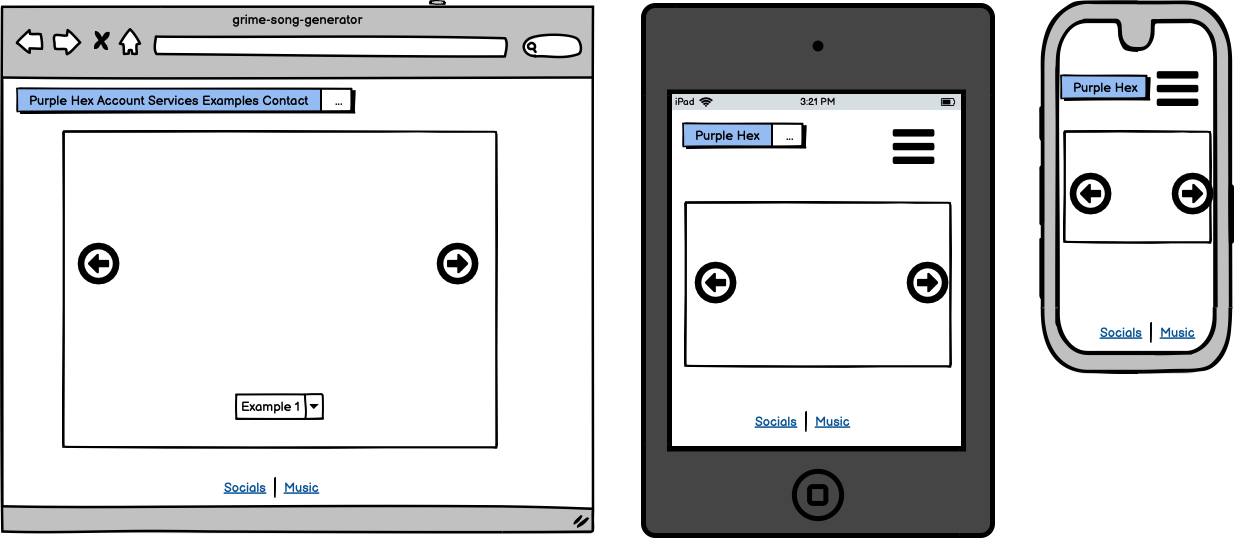 grime-song-generator
Purple Hex Account Services Examples Contact ...
Example 1
Socials | Music
iPad 3:21 PM
Purple Hex ...
Socials | Music
Purple Hex
Socials | Music